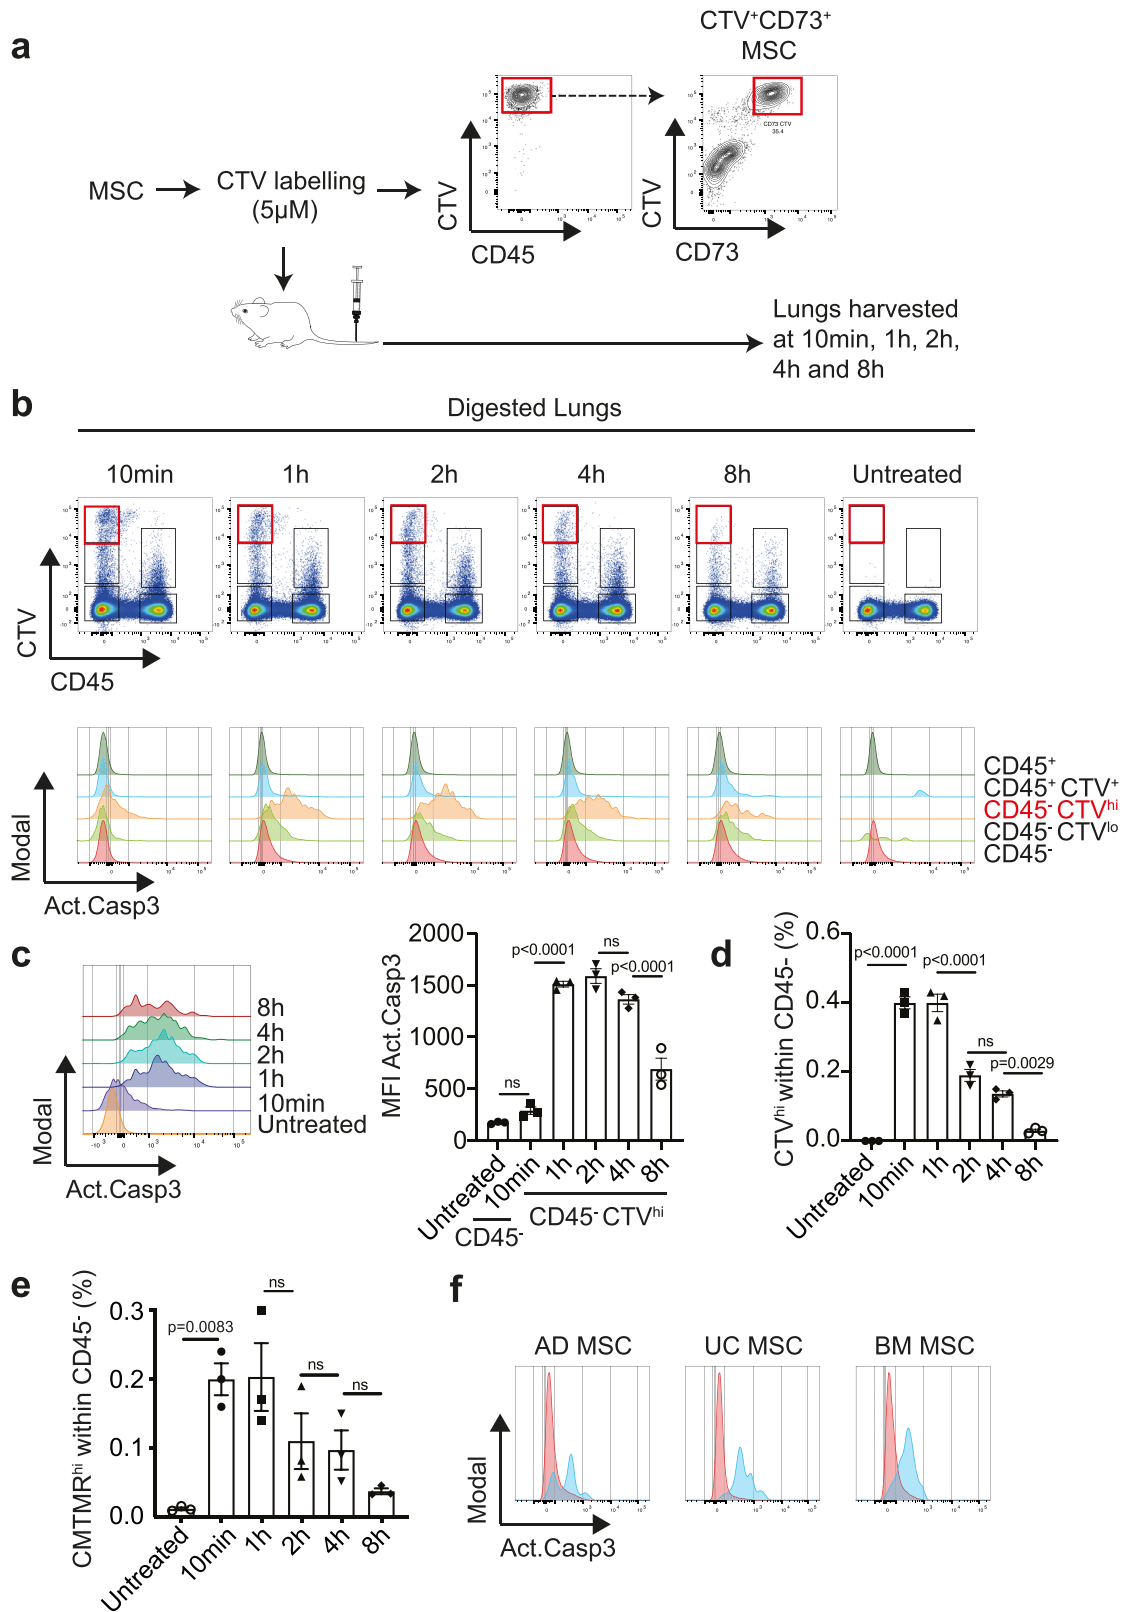 a
CTV⁺CD73⁺
MSC
MSC
CTV labelling
(5µM)
CTV
CD45
CTV
CD73 CTV
35.4
CD73
Lungs harvested
at 10min, 1h, 2h,
4h and 8h
b
Digested Lungs
10min 1h 2h 4h 8h Untreated
CTV
CD45
CD45⁺
CD45⁺ CTV⁺
CD45⁻ CTVʰⁱ
CD45⁻ CTVˡᵒ
CD45⁻
Modal
Act.Casp3
c
8h
4h
2h
1h
10min
Untreated
Modal
Act.Casp3
MFI Act.Casp3
2000
1500
1000
500
0
ns
p<0.0001
ns
p<0.0001
Untreated 10min 1h 2h 4h 8h
CD45⁻
CD45⁻ CTVʰⁱ
d
CTVʰⁱ within CD45- (%)
0.6
0.4
0.2
0.0
p<0.0001
p<0.0001
ns
p=0.0029
Untreated 10min 1h 2h 4h 8h
e
CMTMRʰⁱ within CD45⁻ (%)
0.3
0.2
0.1
0.0
p=0.0083
ns
ns
ns
Untreated 10min 1h 2h 4h 8h
f
AD MSC UC MSC BM MSC
Modal
Act.Casp3